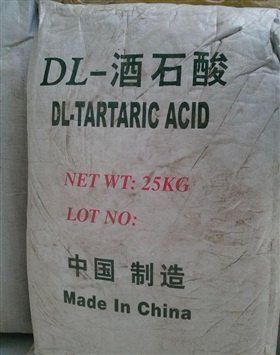 DL-酒石酸
DL-TARTARIC ACID
NET WT: 25KG
LOT NO:
中国 制造
Made In China